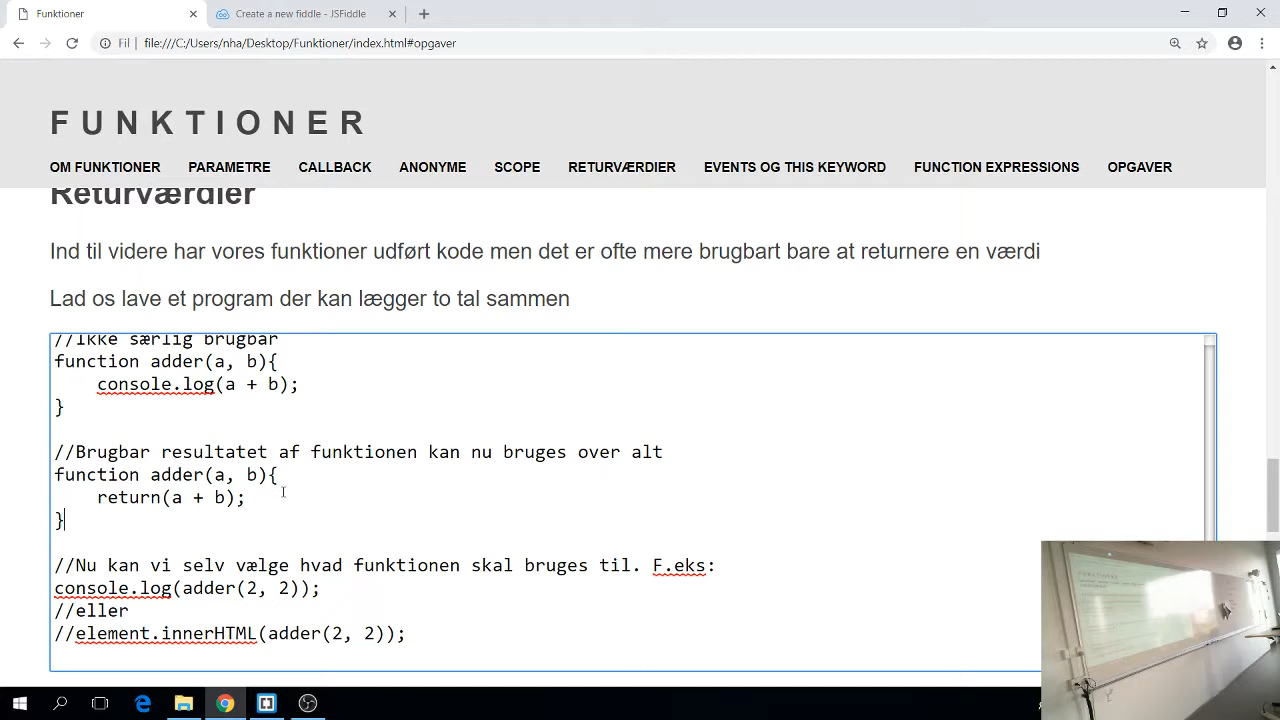 Funktioner
Create a new fiddle - JSFiddle
Fil
file:///C:/Users/nha/Desktop/Funktioner/index.html#opgaver
FUNKTIONER
OM FUNKTIONER PARAMETRE CALLBACK ANONYME SCOPE RETURVÆRDIER EVENTS OG THIS KEYWORD FUNCTION EXPRESSIONS OPGAVER
Returværdier
Ind til videre har vores funktioner udført kode men det er ofte mere brugbart bare at returnere en værdi
Lad os lave et program der kan lægger to tal sammen
//Ikke særlig brugbar
function adder(a, b){
console.log(a + b);
}
//Brugbar resultatet af funktionen kan nu bruges over alt
function adder(a, b){
return(a + b);
}
//Nu kan vi selv vælge hvad funktionen skal bruges til. F.eks:
console.log(adder(2, 2));
//eller
//element.innerHTML(adder(2, 2));